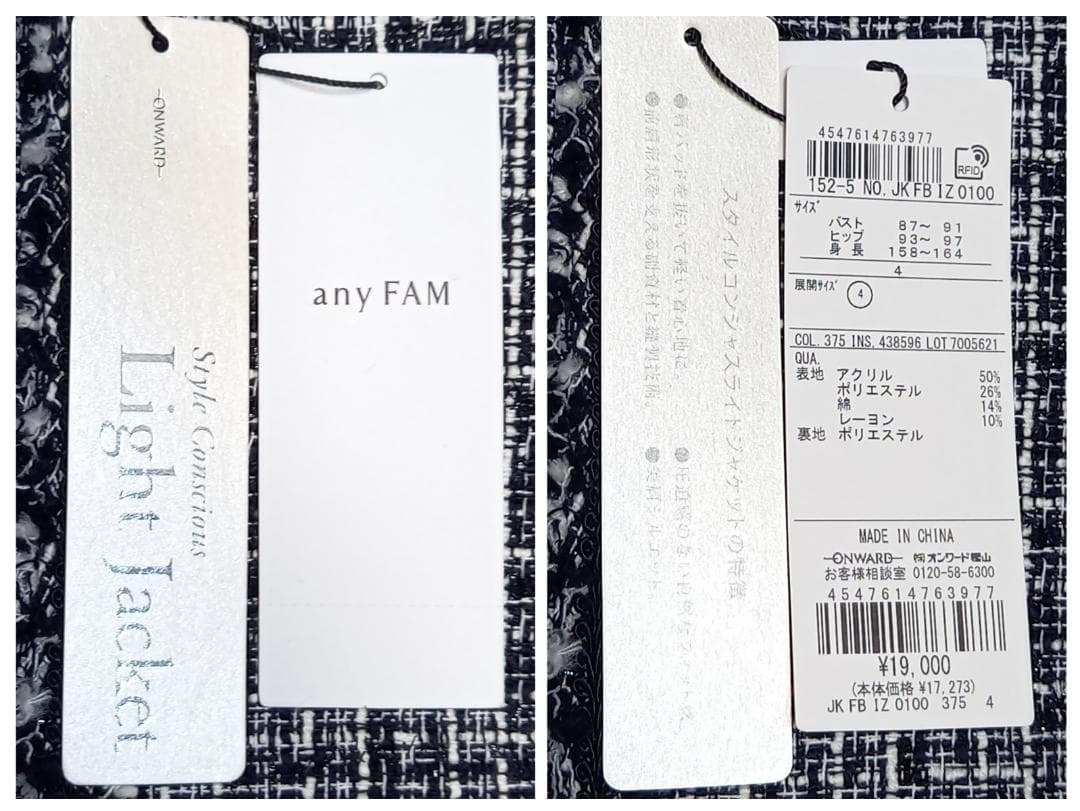 ONWARD
Style Conscious
Light Jacket
any FAM
スタイルコンシャスライトジャケットの特徴
4547614763977
RFID
152-5 NO. JK FB IZ 0100
サイズ
バスト 87～ 91
ヒップ 93～ 97
身長 158～164
4
展開サイズ 4
COL. 375 INS. 438596 LOT 7005621
QUA.
表地 アクリル 50%
ポリエステル 26%
綿 14%
レーヨン 10%
裏地 ポリエステル
MADE IN CHINA
ONWARD ㈱オンワード樫山
お客様相談室 0120-58-6300
4547614763977
¥19,000
(本体価格 ¥17,273)
JK FB IZ 0100 375 4